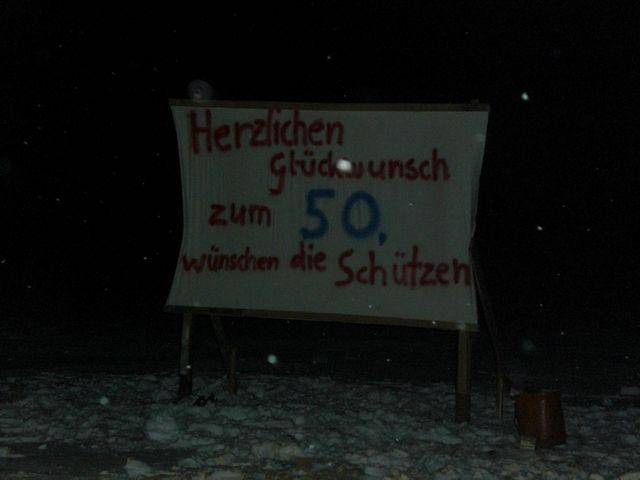 Herzlichen
Glückwunsch
zum 50.
wünschen die Schützen